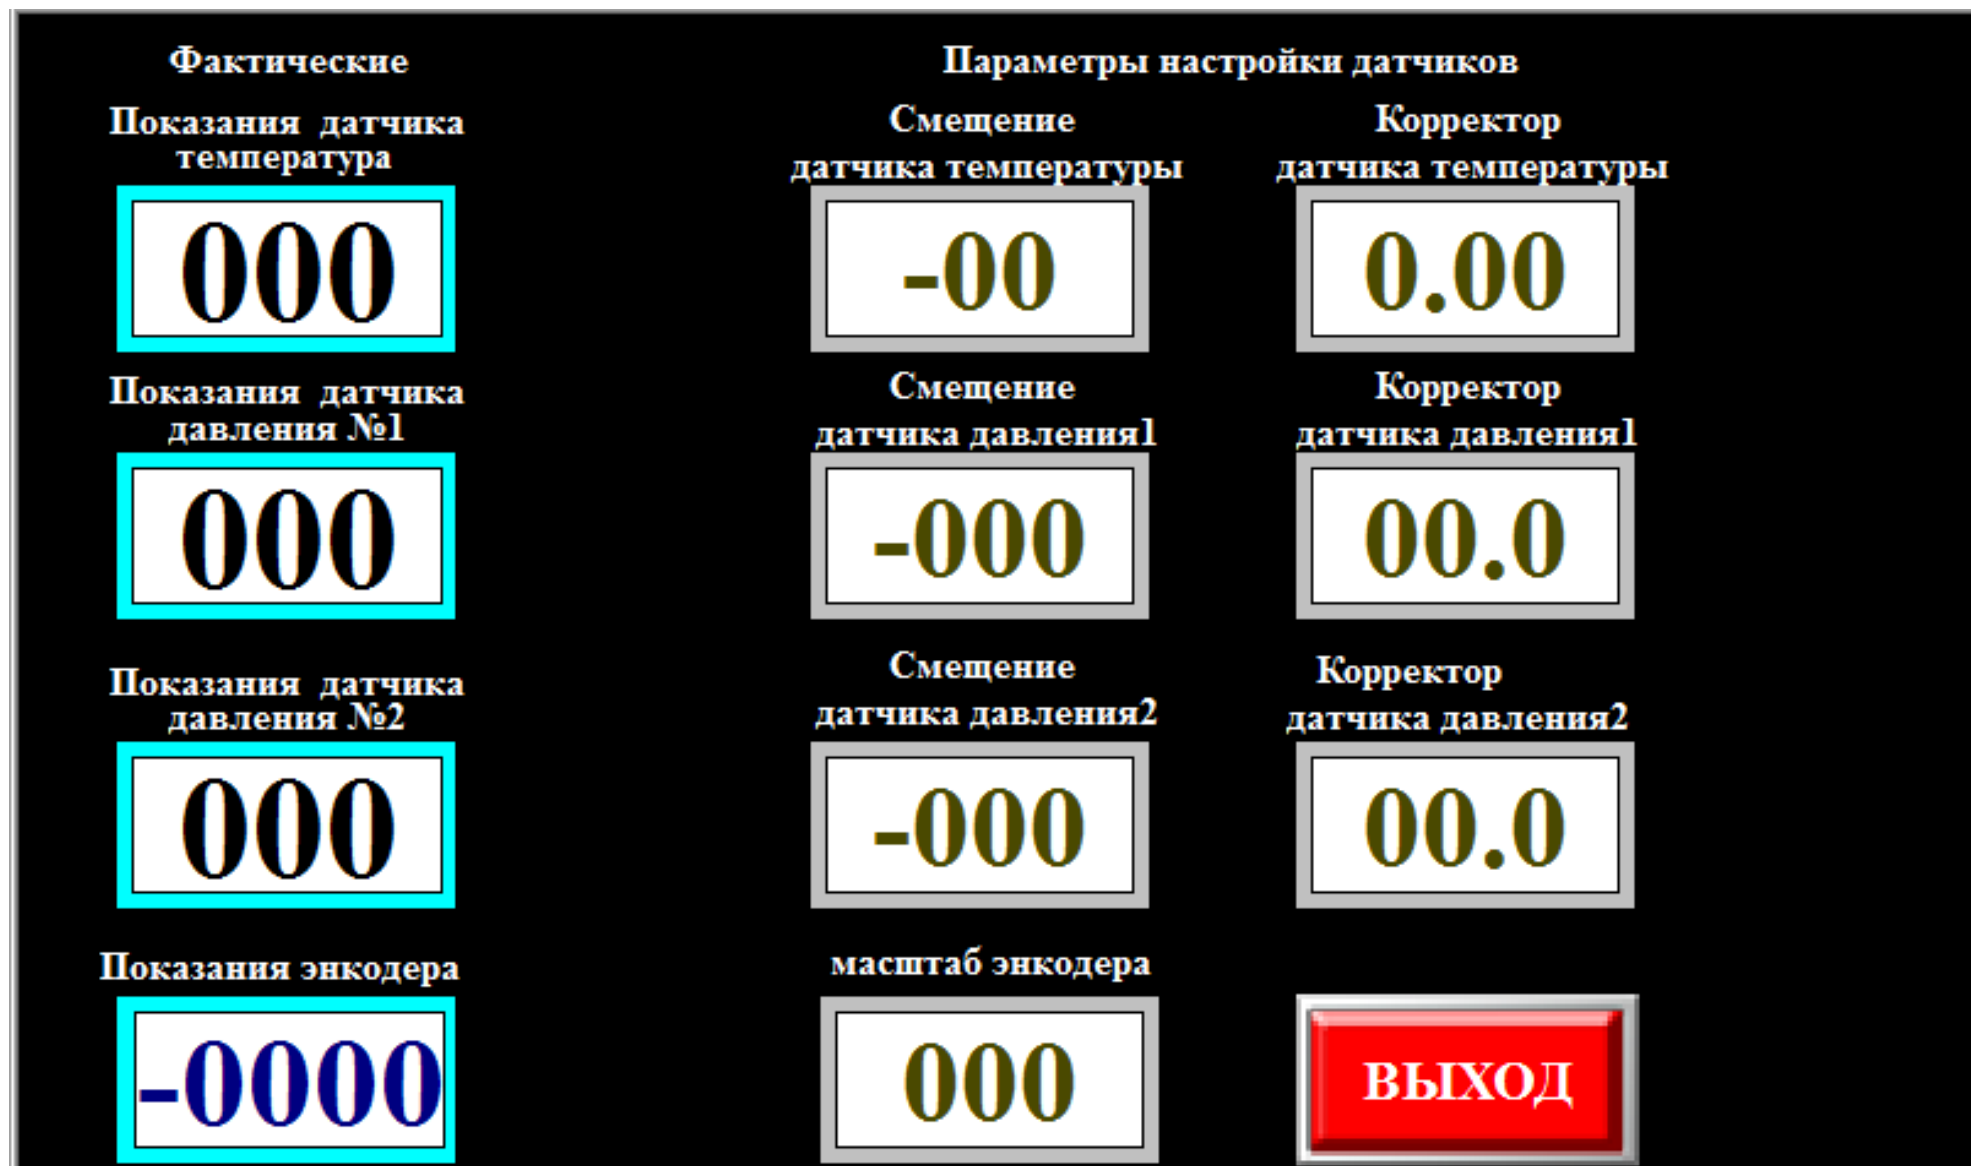 Фактические
Параметры настройки датчиков
Показания датчика
температура
Смещение
датчика температуры
Корректор
датчика температуры
000
-00
0.00
Показания датчика
давления №1
Смещение
датчика давления1
Корректор
датчика давления1
000
-000
00.0
Показания датчика
давления №2
Смещение
датчика давления2
Корректор
датчика давления2
000
-000
00.0
Показания энкодера
масштаб энкодера
-0000
000
ВЫХОД